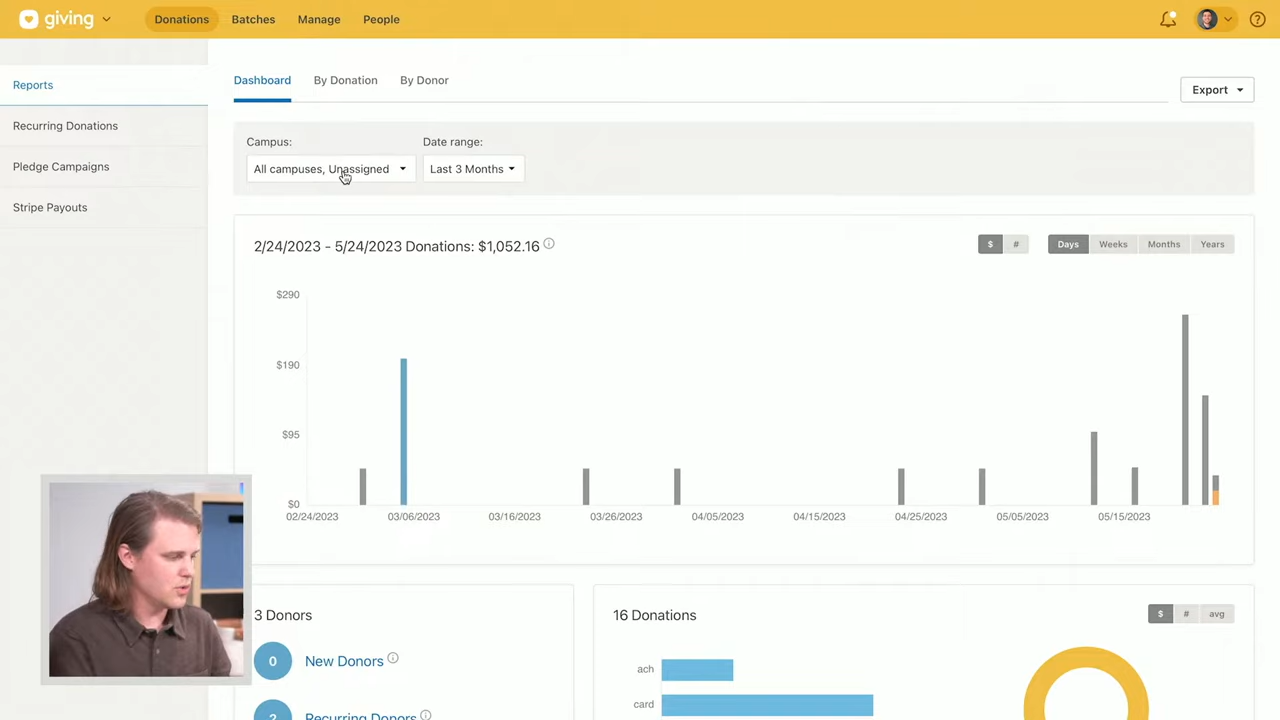 giving
Donations
Batches
Manage
People
Reports
Recurring Donations
Pledge Campaigns
Stripe Payouts
Dashboard
By Donation
By Donor
Export
Campus:
Date range:
All campuses, Unassigned
Last 3 Months
2/24/2023 - 5/24/2023 Donations: $1,052.16
$
#
Days
Weeks
Months
Years
$290
$190
$95
$0
02/24/2023
03/06/2023
03/16/2023
03/26/2023
04/05/2023
04/15/2023
04/25/2023
05/05/2023
05/15/2023
3 Donors
0
New Donors
2
Recurring Donors
16 Donations
$
#
avg
ach
card